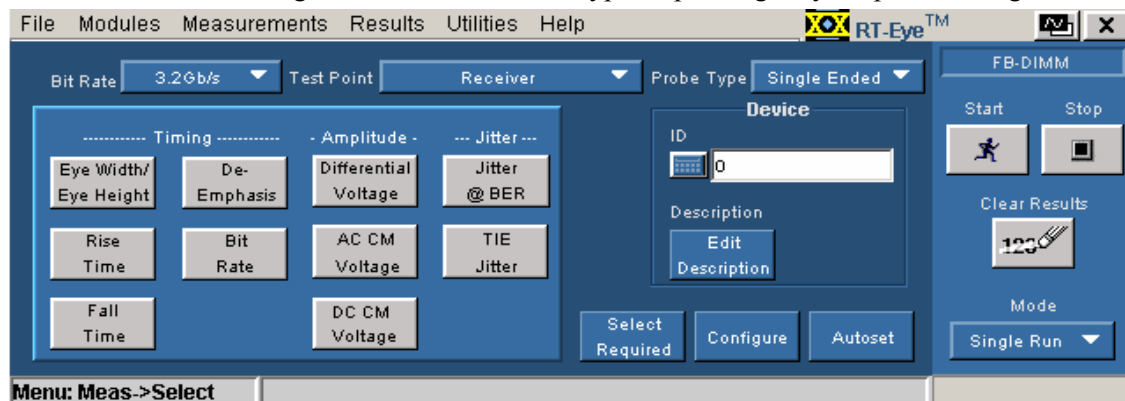 File Modules Measurements Results Utilities Help RT-Eye™
Bit Rate 3.2Gb/s Test Point Receiver Probe Type Single Ended
FB-DIMM
Start Stop
Clear Results
Mode
Single Run
------------ Timing ------------ - Amplitude - --- Jitter ---
Eye Width/
Eye Height
De-
Emphasis
Differential
Voltage
Jitter
@ BER
Rise
Time
Bit
Rate
AC CM
Voltage
TIE
Jitter
Fall
Time
DC CM
Voltage
Device
ID
0
Description
Edit
Description
Select
Required
Configure
Autoset
Menu: Meas->Select